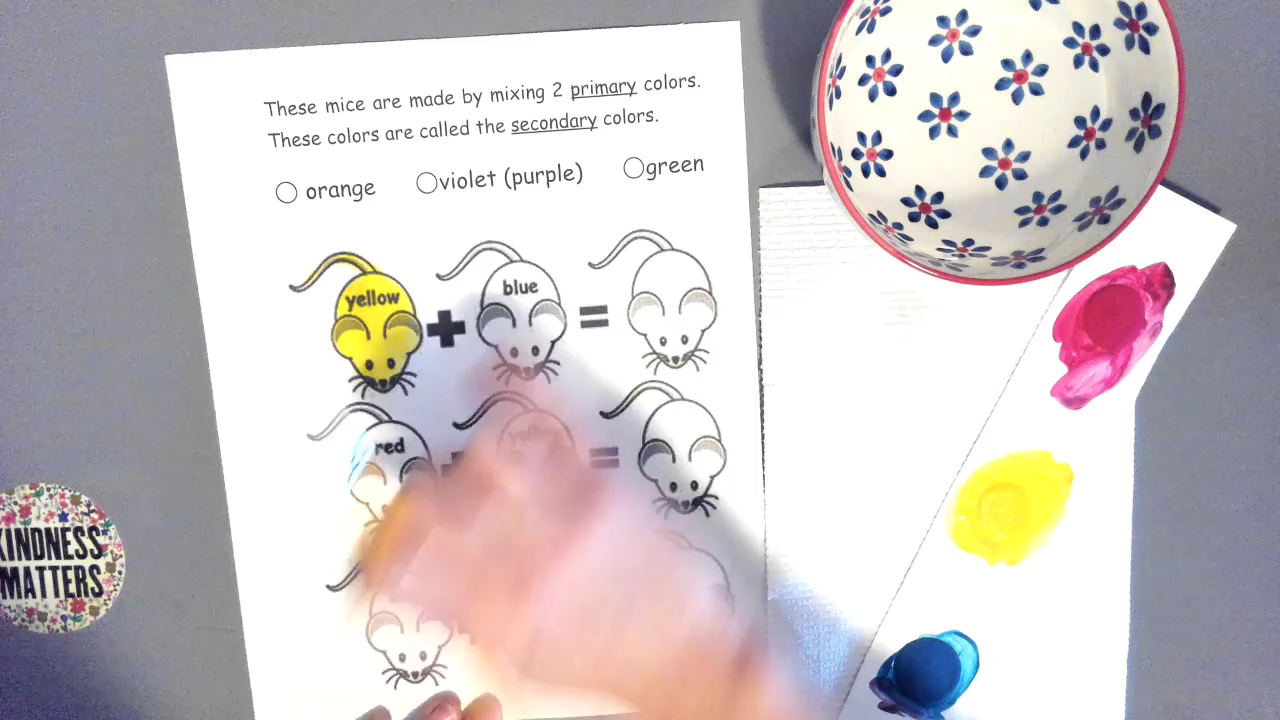 These mice are made by mixing 2 primary colors.
These colors are called the secondary colors.
orange violet (purple) green
yellow + blue =
red =
KINDNESS
MATTERS